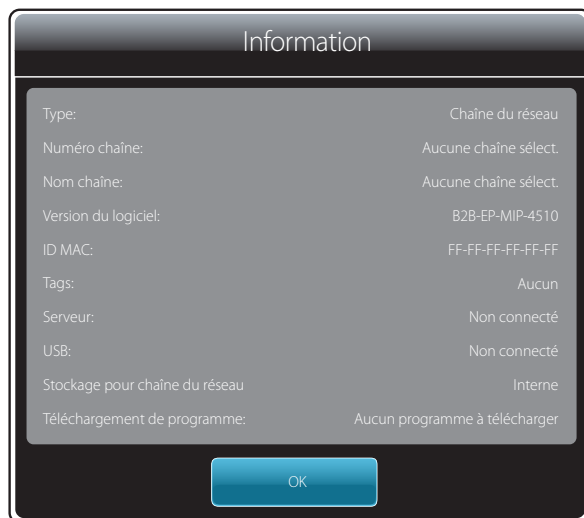 Information
Type: Chaîne du réseau
Numéro chaîne: Aucune chaîne sélect.
Nom chaîne: Aucune chaîne sélect.
Version du logiciel: B2B-EP-MIP-4510
ID MAC: FF-FF-FF-FF-FF-FF
Tags: Aucun
Serveur: Non connecté
USB: Non connecté
Stockage pour chaîne du réseau Interne
Téléchargement de programme: Aucun programme à télécharger
OK